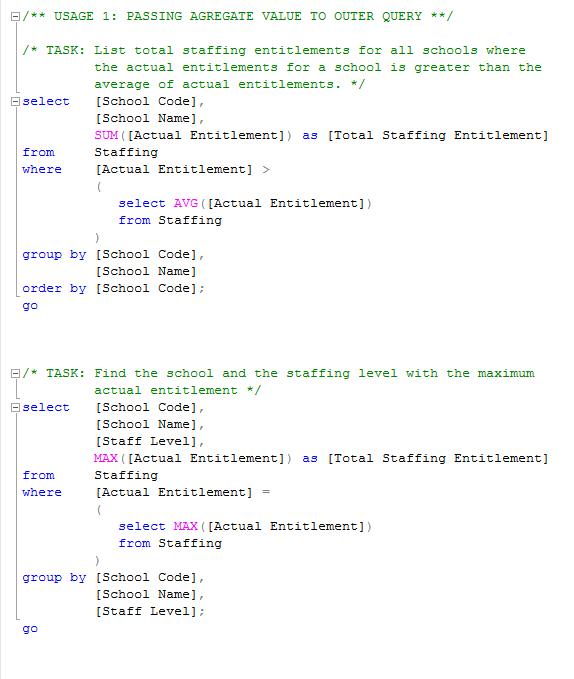 /** USAGE 1: PASSING AGREGATE VALUE TO OUTER QUERY **/
/* TASK: List total staffing entitlements for all schools where
the actual entitlements for a school is greater than the
average of actual entitlements. */
select [School Code],
[School Name],
SUM([Actual Entitlement]) as [Total Staffing Entitlement]
from Staffing
where [Actual Entitlement] >
(
select AVG([Actual Entitlement])
from Staffing
)
group by [School Code],
[School Name]
order by [School Code];
go
/* TASK: Find the school and the staffing level with the maximum
actual entitlement */
select [School Code],
[School Name],
[Staff Level],
MAX([Actual Entitlement]) as [Total Staffing Entitlement]
from Staffing
where [Actual Entitlement] =
(
select MAX([Actual Entitlement])
from Staffing
)
group by [School Code],
[School Name],
[Staff Level];
go